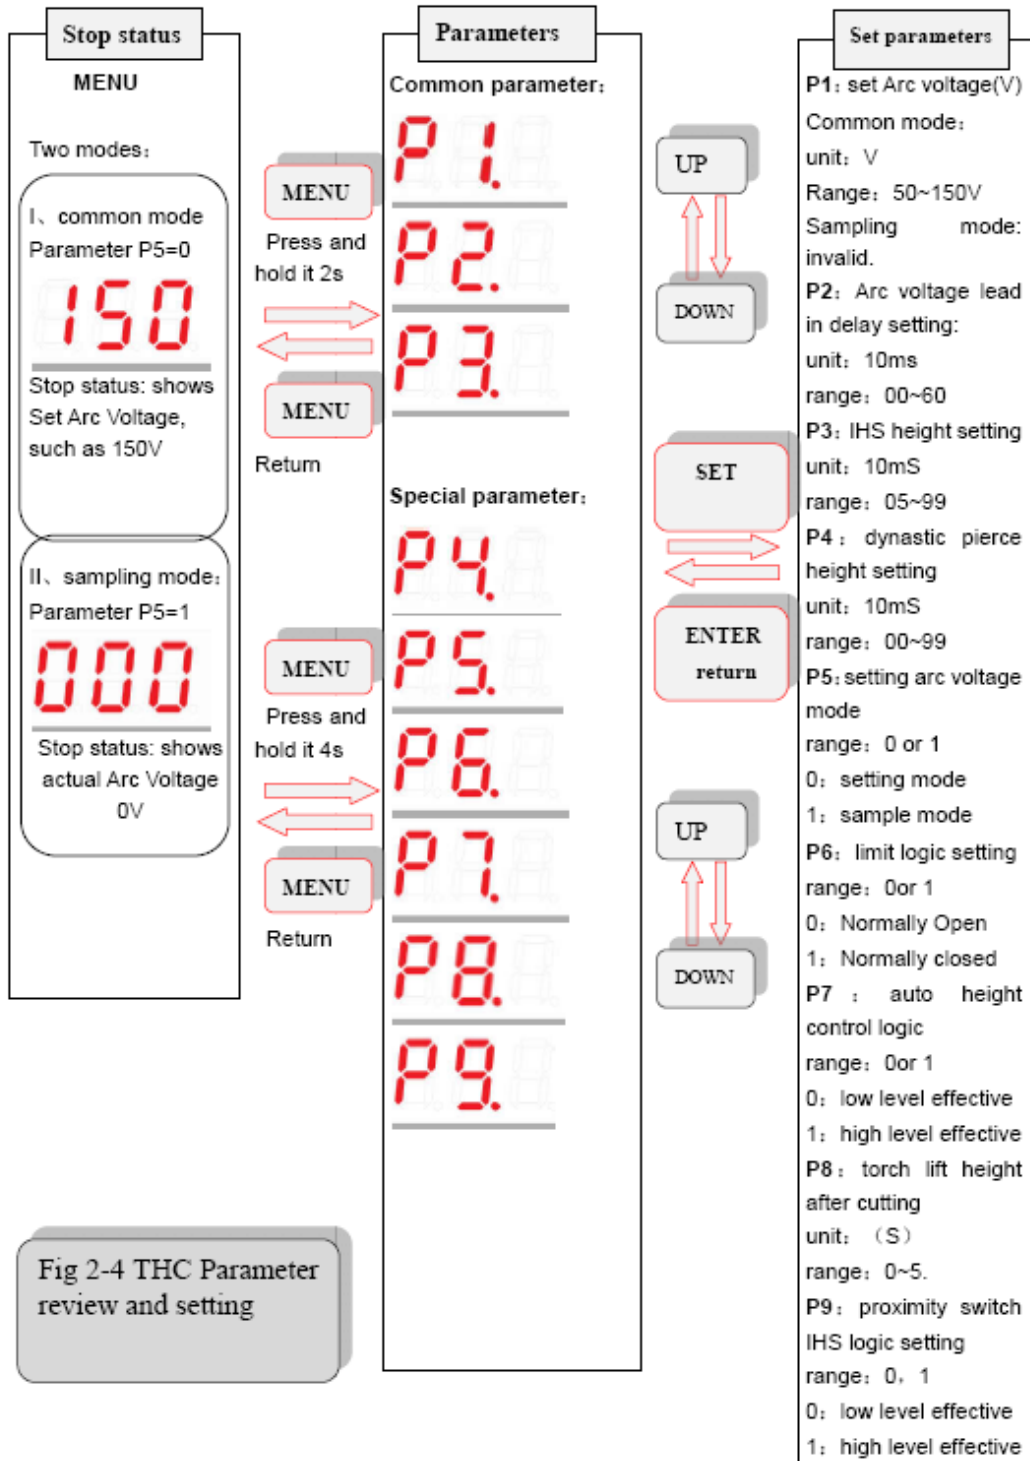 Stop status
MENU
Two modes:
I、common mode
Parameter P5=0
150
Stop status: shows
Set Arc Voltage,
such as 150V
II、sampling mode:
Parameter P5=1
000
Stop status: shows
actual Arc Voltage
0V
MENU
Press and
hold it 2s
MENU
Return
MENU
Press and
hold it 4s
MENU
Return
Parameters
Common parameter:
P1.
P2.
P3.
Special parameter:
P4.
P5.
P6.
P7.
P8.
P9.
UP
DOWN
SET
ENTER
return
UP
DOWN
Set parameters
P1: set Arc voltage(V)
Common mode:
unit: V
Range: 50~150V
Sampling mode:
invalid.
P2: Arc voltage lead
in delay setting:
unit: 10ms
range: 00~60
P3: IHS height setting
unit: 10mS
range: 05~99
P4: dynastic pierce
height setting
unit: 10mS
range: 00~99
P5: setting arc voltage
mode
range: 0 or 1
0: setting mode
1: sample mode
P6: limit logic setting
range: 0or 1
0: Normally Open
1: Normally closed
P7 : auto height
control logic
range: 0or 1
0: low level effective
1: high level effective
P8: torch lift height
after cutting
unit: （S）
range: 0~5.
P9: proximity switch
IHS logic setting
range: 0, 1
0: low level effective
1: high level effective
Fig 2-4 THC Parameter
review and setting